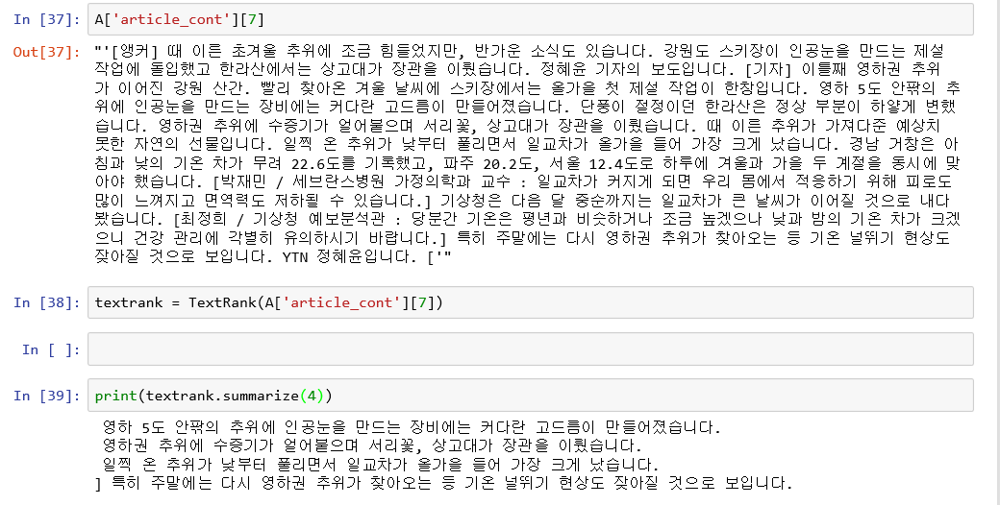 In [37]: A['article_cont'][7]
Out[37]: "'[앵커] 때 이른 초겨울 추위에 조금 힘들었지만, 반가운 소식도 있습니다. 강원도 스키장이 인공눈을 만드는 제설
작업에 돌입했고 한라산에서는 상고대가 장관을 이뤘습니다. 정혜윤 기자의 보도입니다. [기자] 이틀째 영하권 추위
가 이어진 강원 산간. 빨리 찾아온 겨울 날씨에 스키장에서는 올가을 첫 제설 작업이 한창입니다. 영하 5도 안팎의 추
위에 인공눈을 만드는 장비에는 커다란 고드름이 만들어졌습니다. 단풍이 절정이던 한라산은 정상 부분이 하얗게 변했
습니다. 영하권 추위에 수증기가 얼어붙으며 서리꽃, 상고대가 장관을 이뤘습니다. 때 이른 추위가 가져다준 예상치
못한 자연의 선물입니다. 일찍 온 추위가 낮부터 풀리면서 일교차가 올가을 들어 가장 크게 났습니다. 경남 거창은 아
침과 낮의 기온 차가 무려 22.6도를 기록했고, 파주 20.2도, 서울 12.4도로 하루에 겨울과 가을 두 계절을 동시에 맞
아야 했습니다. [박재민 / 세브란스병원 가정의학과 교수 : 일교차가 커지게 되면 우리 몸에서 적응하기 위해 피로도
많이 느껴지고 면역력도 저하될 수 있습니다.] 기상청은 다음 달 중순까지는 일교차가 큰 날씨가 이어질 것으로 내다
봤습니다. [최정희 / 기상청 예보분석관 : 당분간 기온은 평년과 비슷하거나 조금 높겠으나 낮과 밤의 기온 차가 크겠
으니 건강 관리에 각별히 유의하시기 바랍니다.] 특히 주말에는 다시 영하권 추위가 찾아오는 등 기온 널뛰기 현상도
잦아질 것으로 보입니다. YTN 정혜윤입니다. ['"
In [38]: textrank = TextRank(A['article_cont'][7])
In [ ]:
In [39]: print(textrank.summarize(4))
영하 5도 안팎의 추위에 인공눈을 만드는 장비에는 커다란 고드름이 만들어졌습니다.
영하권 추위에 수증기가 얼어붙으며 서리꽃, 상고대가 장관을 이뤘습니다.
일찍 온 추위가 낮부터 풀리면서 일교차가 올가을 들어 가장 크게 났습니다.
] 특히 주말에는 다시 영하권 추위가 찾아오는 등 기온 널뛰기 현상도 잦아질 것으로 보입니다.